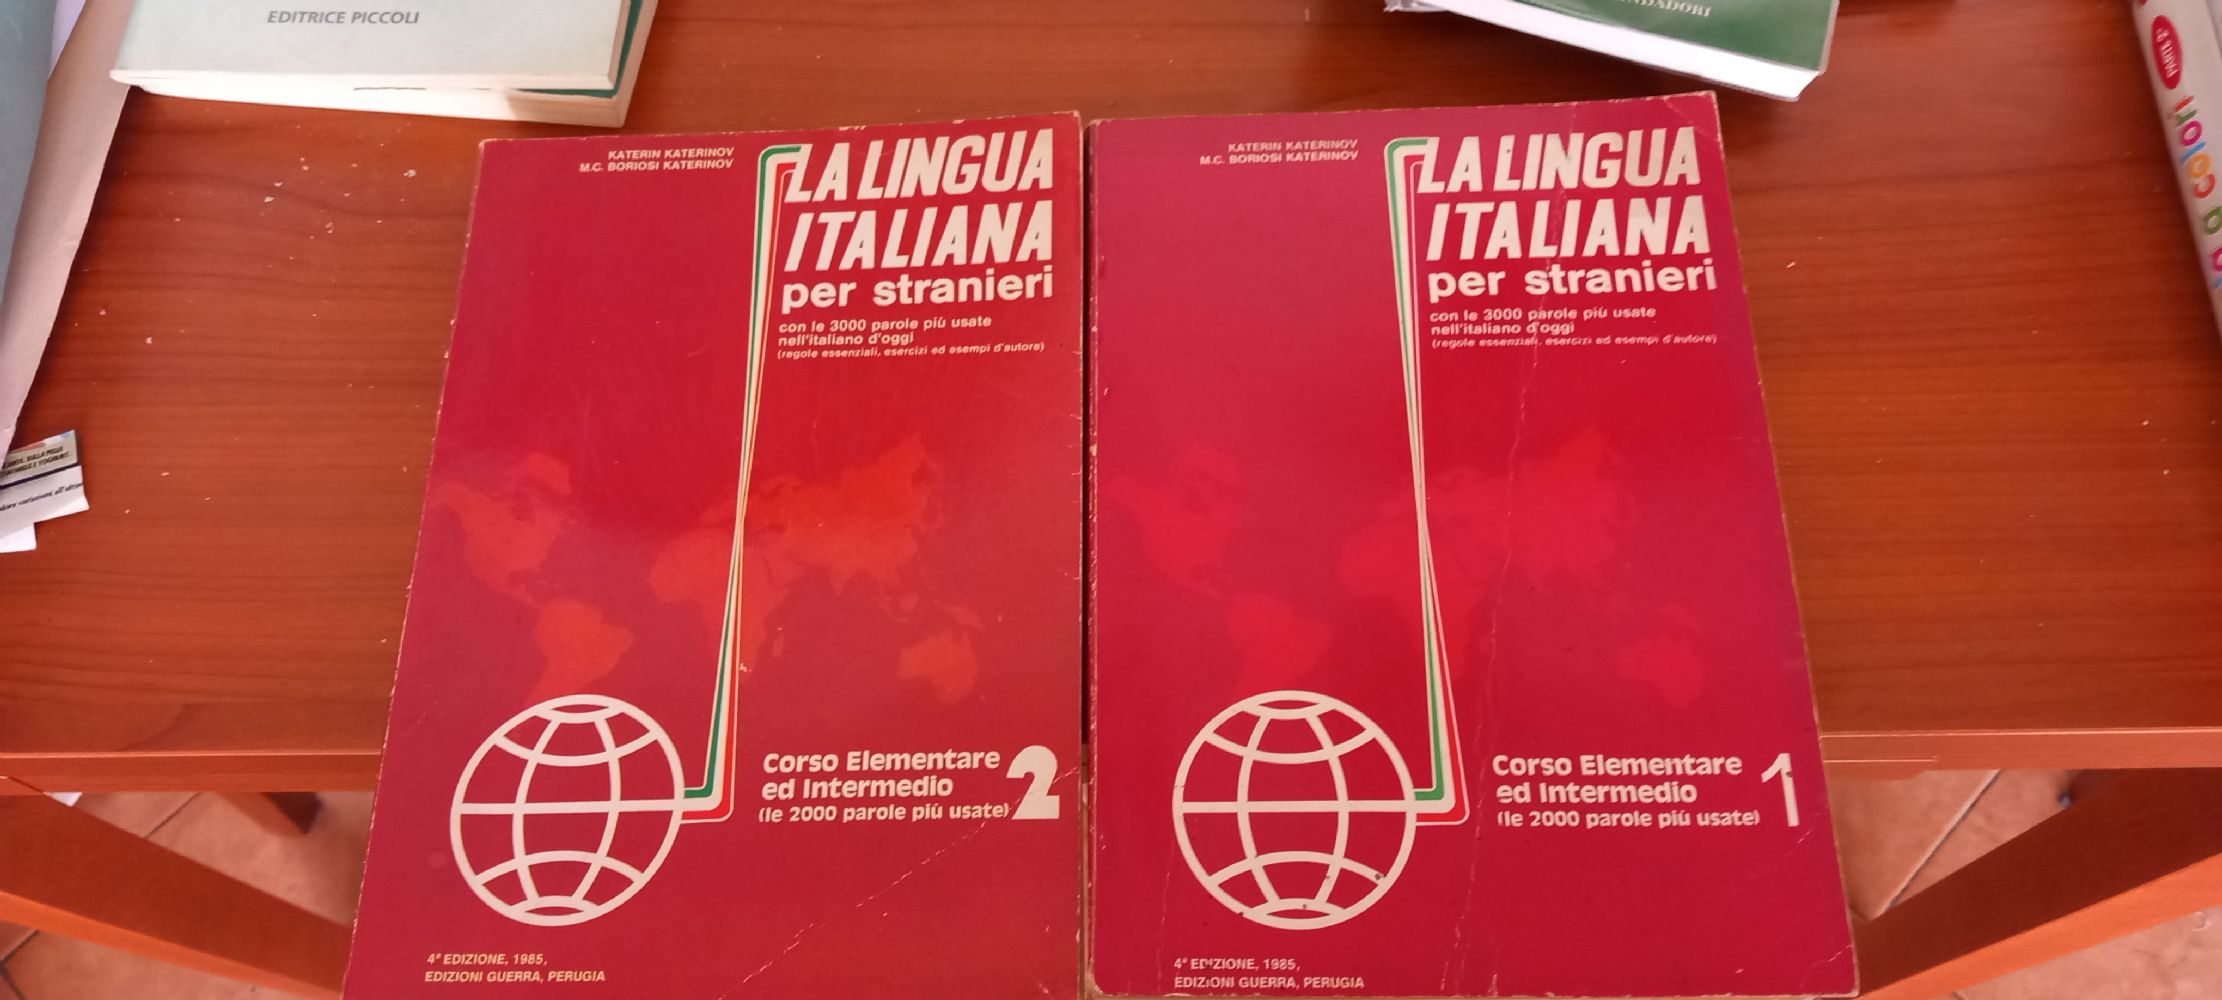 EDITRICE PICCOLI
KATERIN KATERINOV
M.C. BORIOSI KATERINOV
LA LINGUA
ITALIANA
per stranieri
con le 3000 parole più usate
nell'italiano d'oggi
(regole essenziali, esercizi ed esempi d'autore)
Corso Elementare
ed Intermedio
(le 2000 parole più usate)
2
4ª EDIZIONE, 1985,
EDIZIONI GUERRA, PERUGIA
KATERIN KATERINOV
M.C. BORIOSI KATERINOV
LA LINGUA
ITALIANA
per stranieri
con le 3000 parole più usate
nell'italiano d'oggi
(regole essenziali, esercizi ed esempi d'autore)
Corso Elementare
ed Intermedio
(le 2000 parole più usate)
1
4ª EDIZIONE, 1985,
EDIZIONI GUERRA, PERUGIA
colori